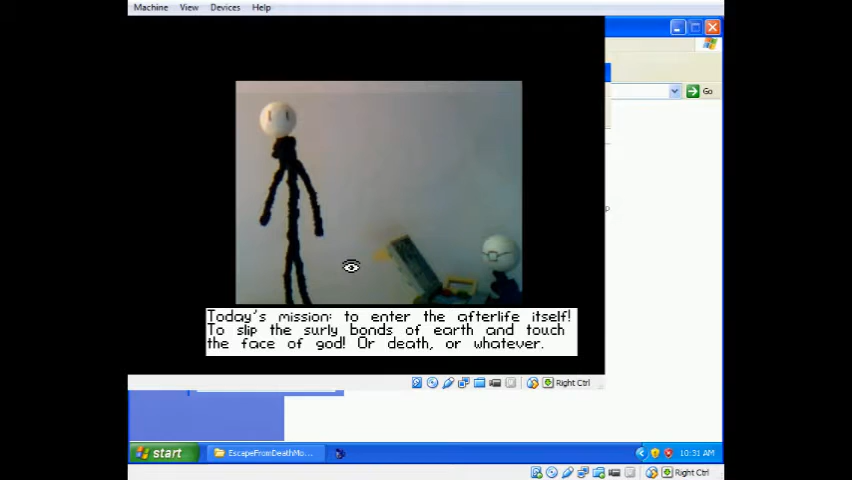 Machine View Devices Help
Go
Today's mission: to enter the afterlife itself!
To slip the surly bonds of earth and touch
the face of god! Or death, or whatever.
Right Ctrl
start EscapeFromDeathMo... 10:31 AM
Right Ctrl